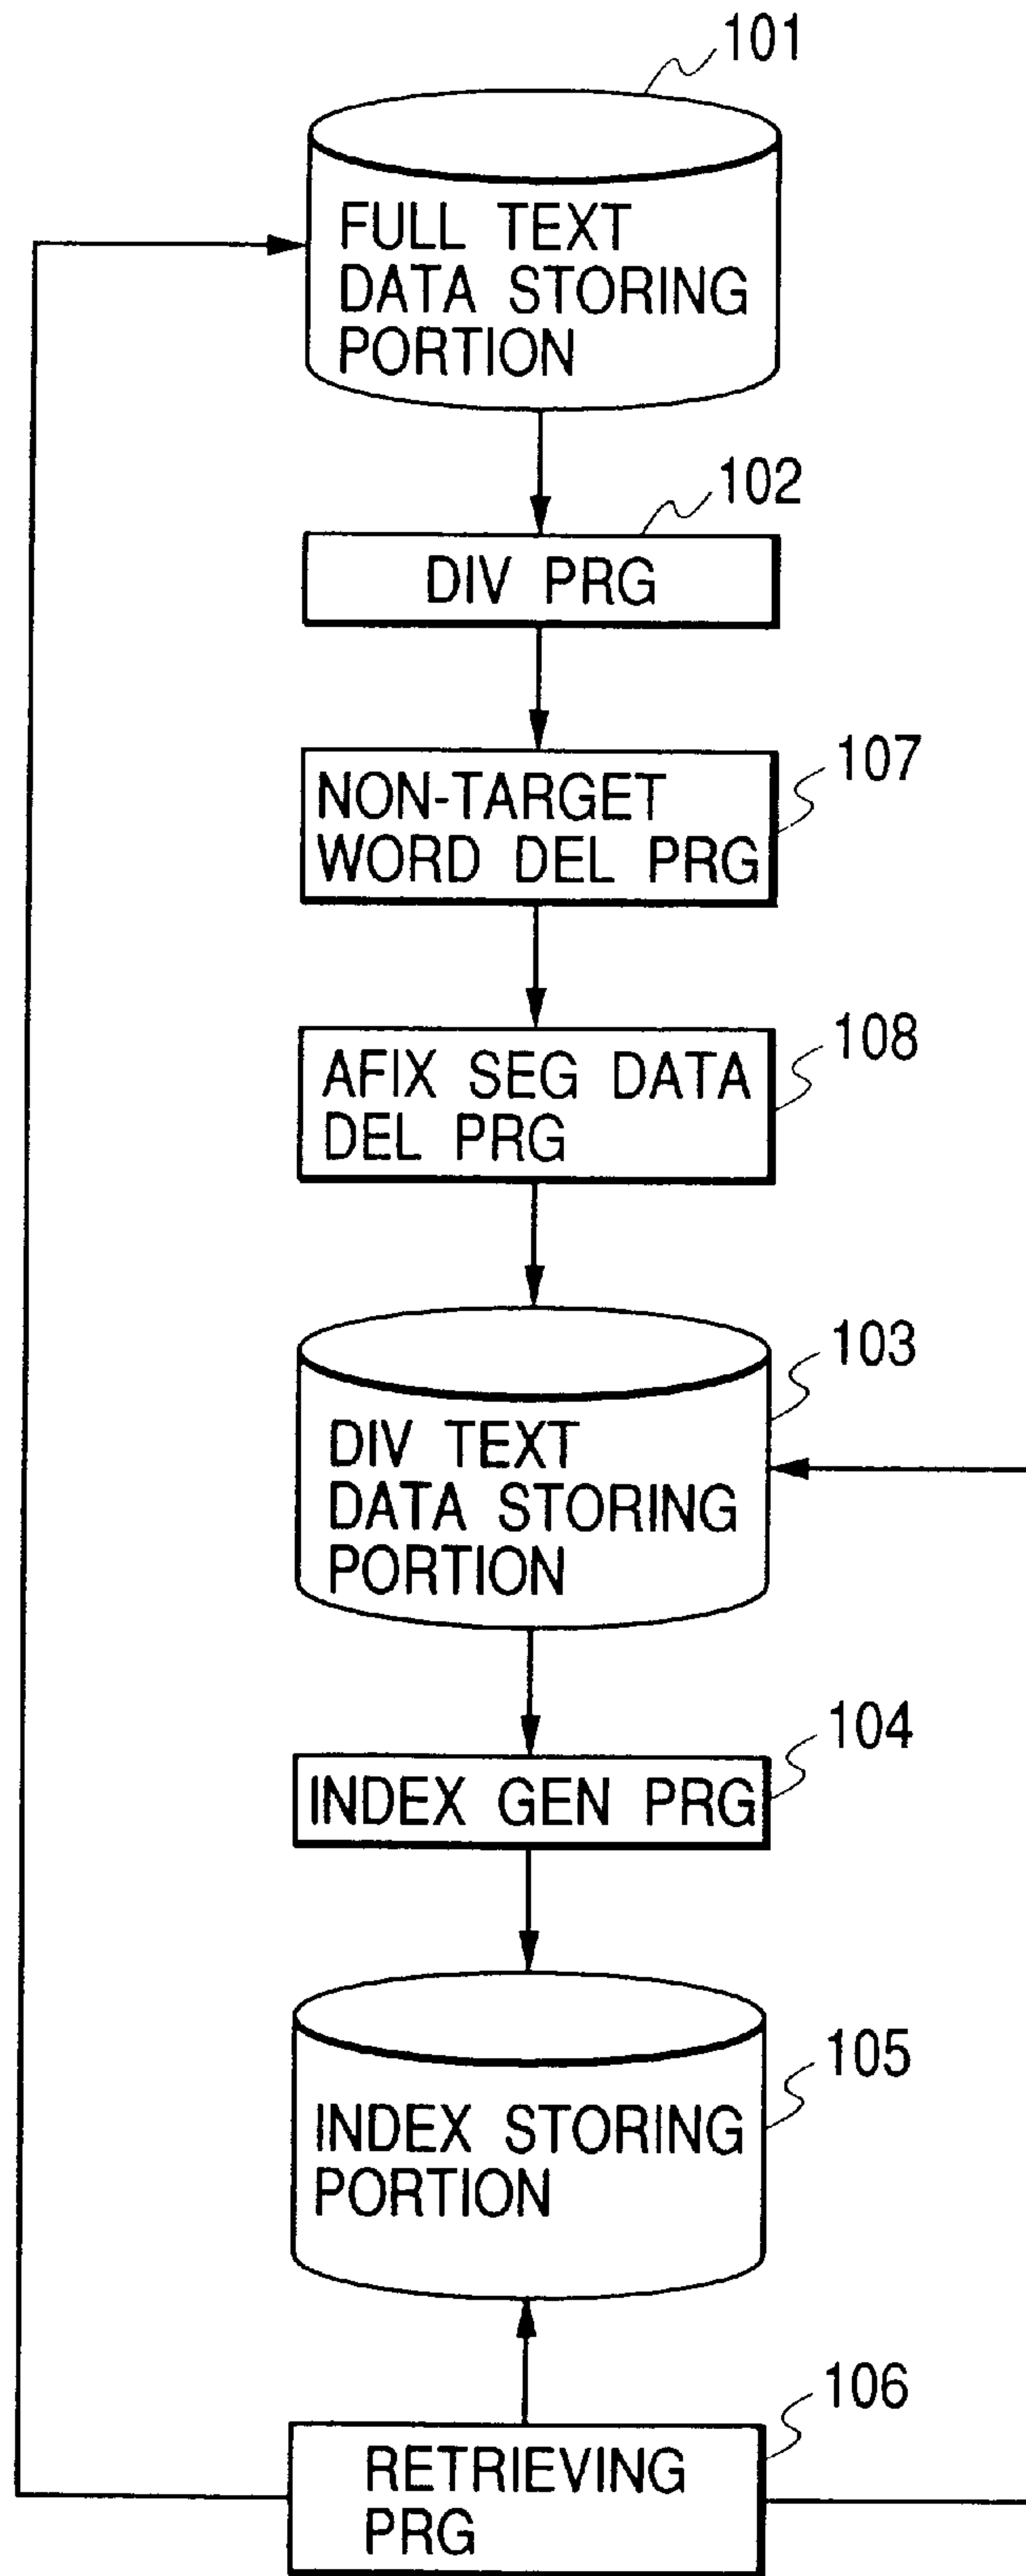 101
FULL TEXT
DATA STORING
PORTION
102
DIV PRG
107
NON-TARGET
WORD DEL PRG
108
AFIX SEG DATA
DEL PRG
103
DIV TEXT
DATA STORING
PORTION
104
INDEX GEN PRG
105
INDEX STORING
PORTION
106
RETRIEVING
PRG